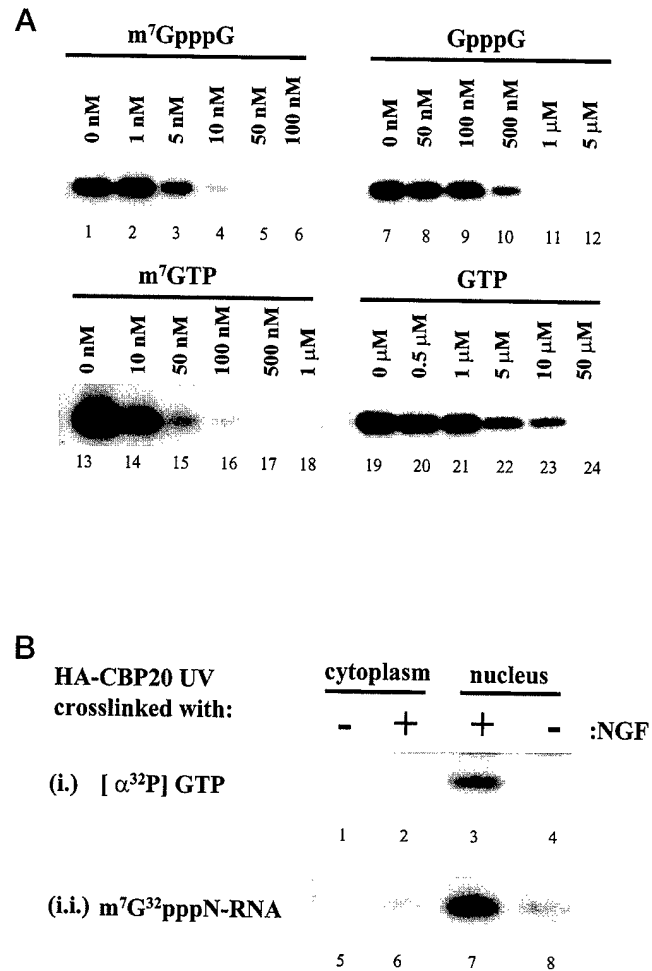 A
m⁷GpppG
GpppG
0 nM 1 nM 5 nM 10 nM 50 nM 100 nM
0 nM 50 nM 100 nM 500 nM 1 µM 5 µM
1 2 3 4 5 6
7 8 9 10 11 12
m⁷GTP
GTP
0 nM 10 nM 50 nM 100 nM 500 nM 1 µM
0 µM 0.5 µM 1 µM 5 µM 10 µM 50 µM
13 14 15 16 17 18
19 20 21 22 23 24
B
HA-CBP20 UV
crosslinked with:
cytoplasm nucleus
- + + - :NGF
(i.) [ α³²P] GTP
1 2 3 4
(i.i.) m⁷G³²pppN-RNA
5 6 7 8